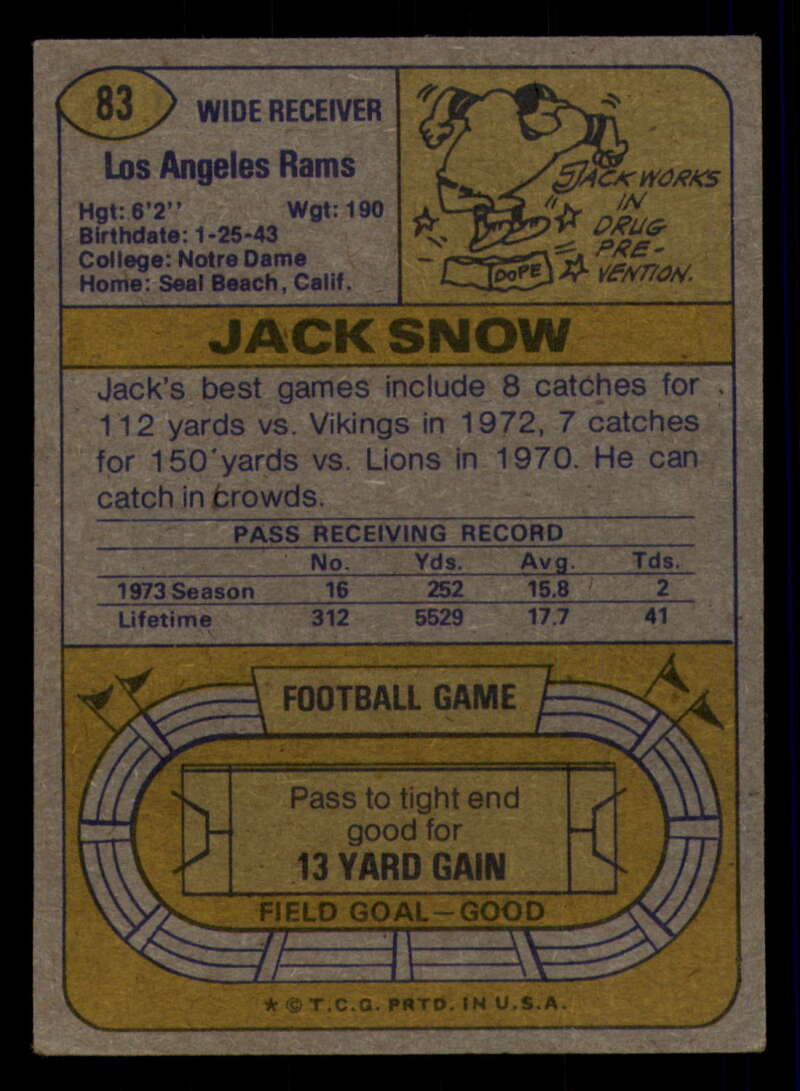 83
WIDE RECEIVER
Los Angeles Rams
Hgt: 6'2'' Wgt: 190
Birthdate: 1-25-43
College: Notre Dame
Home: Seal Beach, Calif.
JACK WORKS
IN
DRUG
PRE-
VENTION.
DOPE
JACK SNOW
Jack's best games include 8 catches for
112 yards vs. Vikings in 1972, 7 catches
for 150 yards vs. Lions in 1970. He can
catch in crowds.
PASS RECEIVING RECORD
No. Yds. Avg. Tds.
1973 Season 16 252 15.8 2
Lifetime 312 5529 17.7 41
FOOTBALL GAME
Pass to tight end
good for
13 YARD GAIN
FIELD GOAL—GOOD
* © T.C.G. PRTD. IN U.S.A.